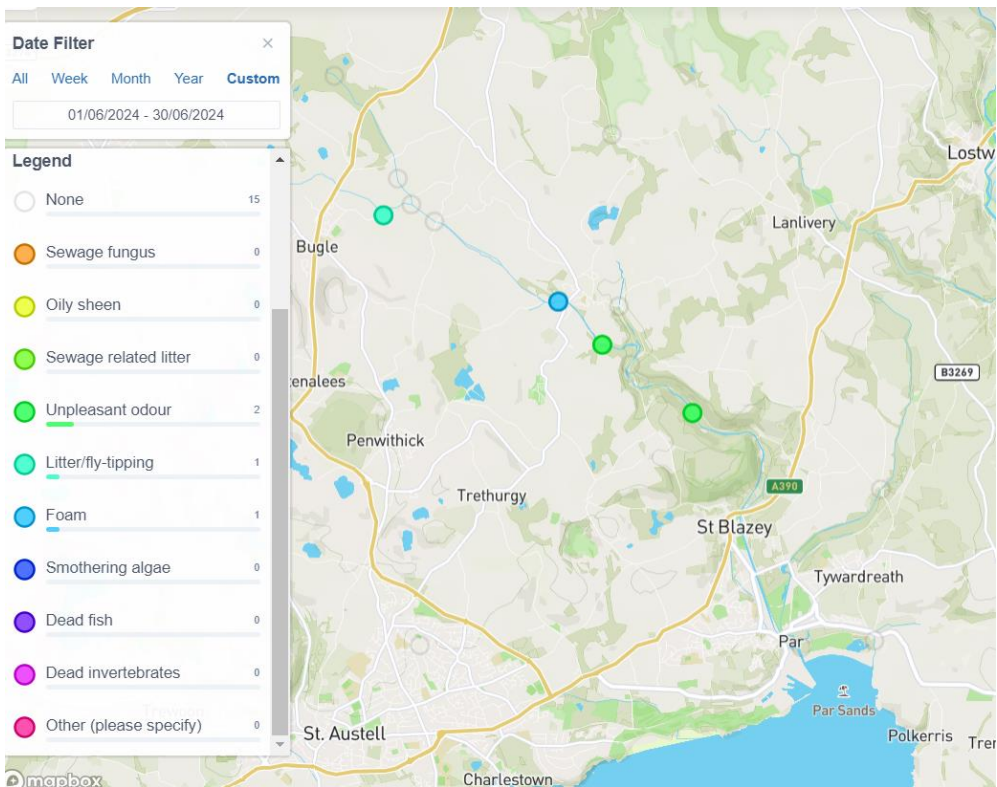 Date Filter ×
All Week Month Year Custom
01/06/2024 - 30/06/2024
Legend
None 15
Sewage fungus 0
Oily sheen 0
Sewage related litter 0
Unpleasant odour 2
Litter/fly-tipping 1
Foam 1
Smothering algae 0
Dead fish 0
Dead invertebrates 0
Other (please specify) 0
mapbox
Lostw
Lanlivery
Bugle
B3269
enalees
Penwithick
A390
Trethurgy
St Blazey
Tywardreath
Par
Par Sands
Polkerris
Tren
St. Austell
Charlestown